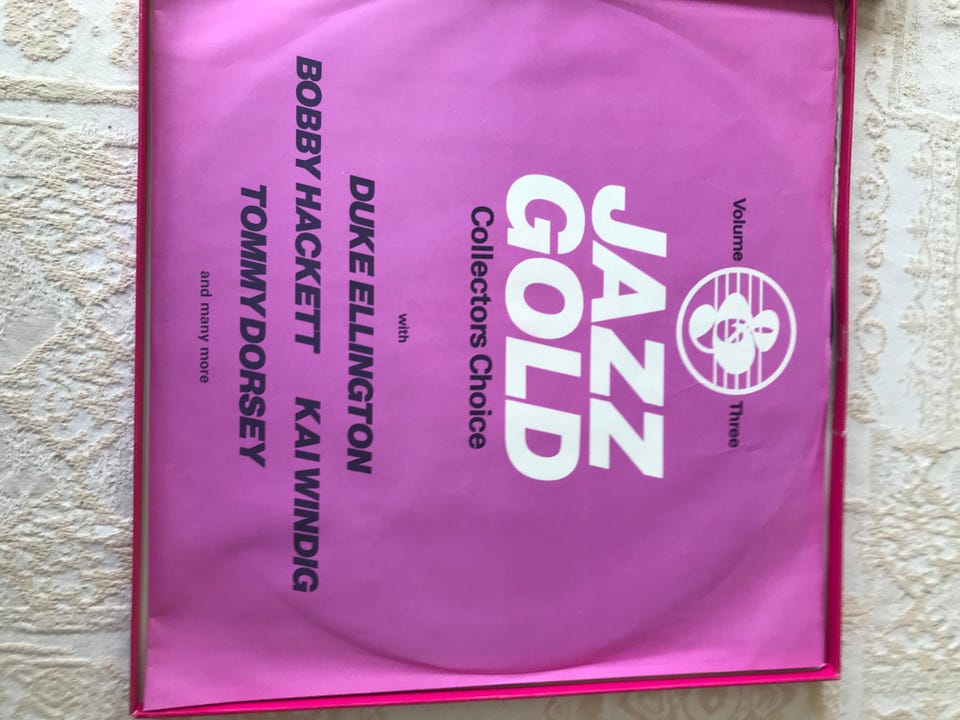 Volume Three
JAZZ
GOLD
Collectors Choice
with
DUKE ELLINGTON
BOBBY HACKETT KAI WINDIG
TOMMY DORSEY
and many more